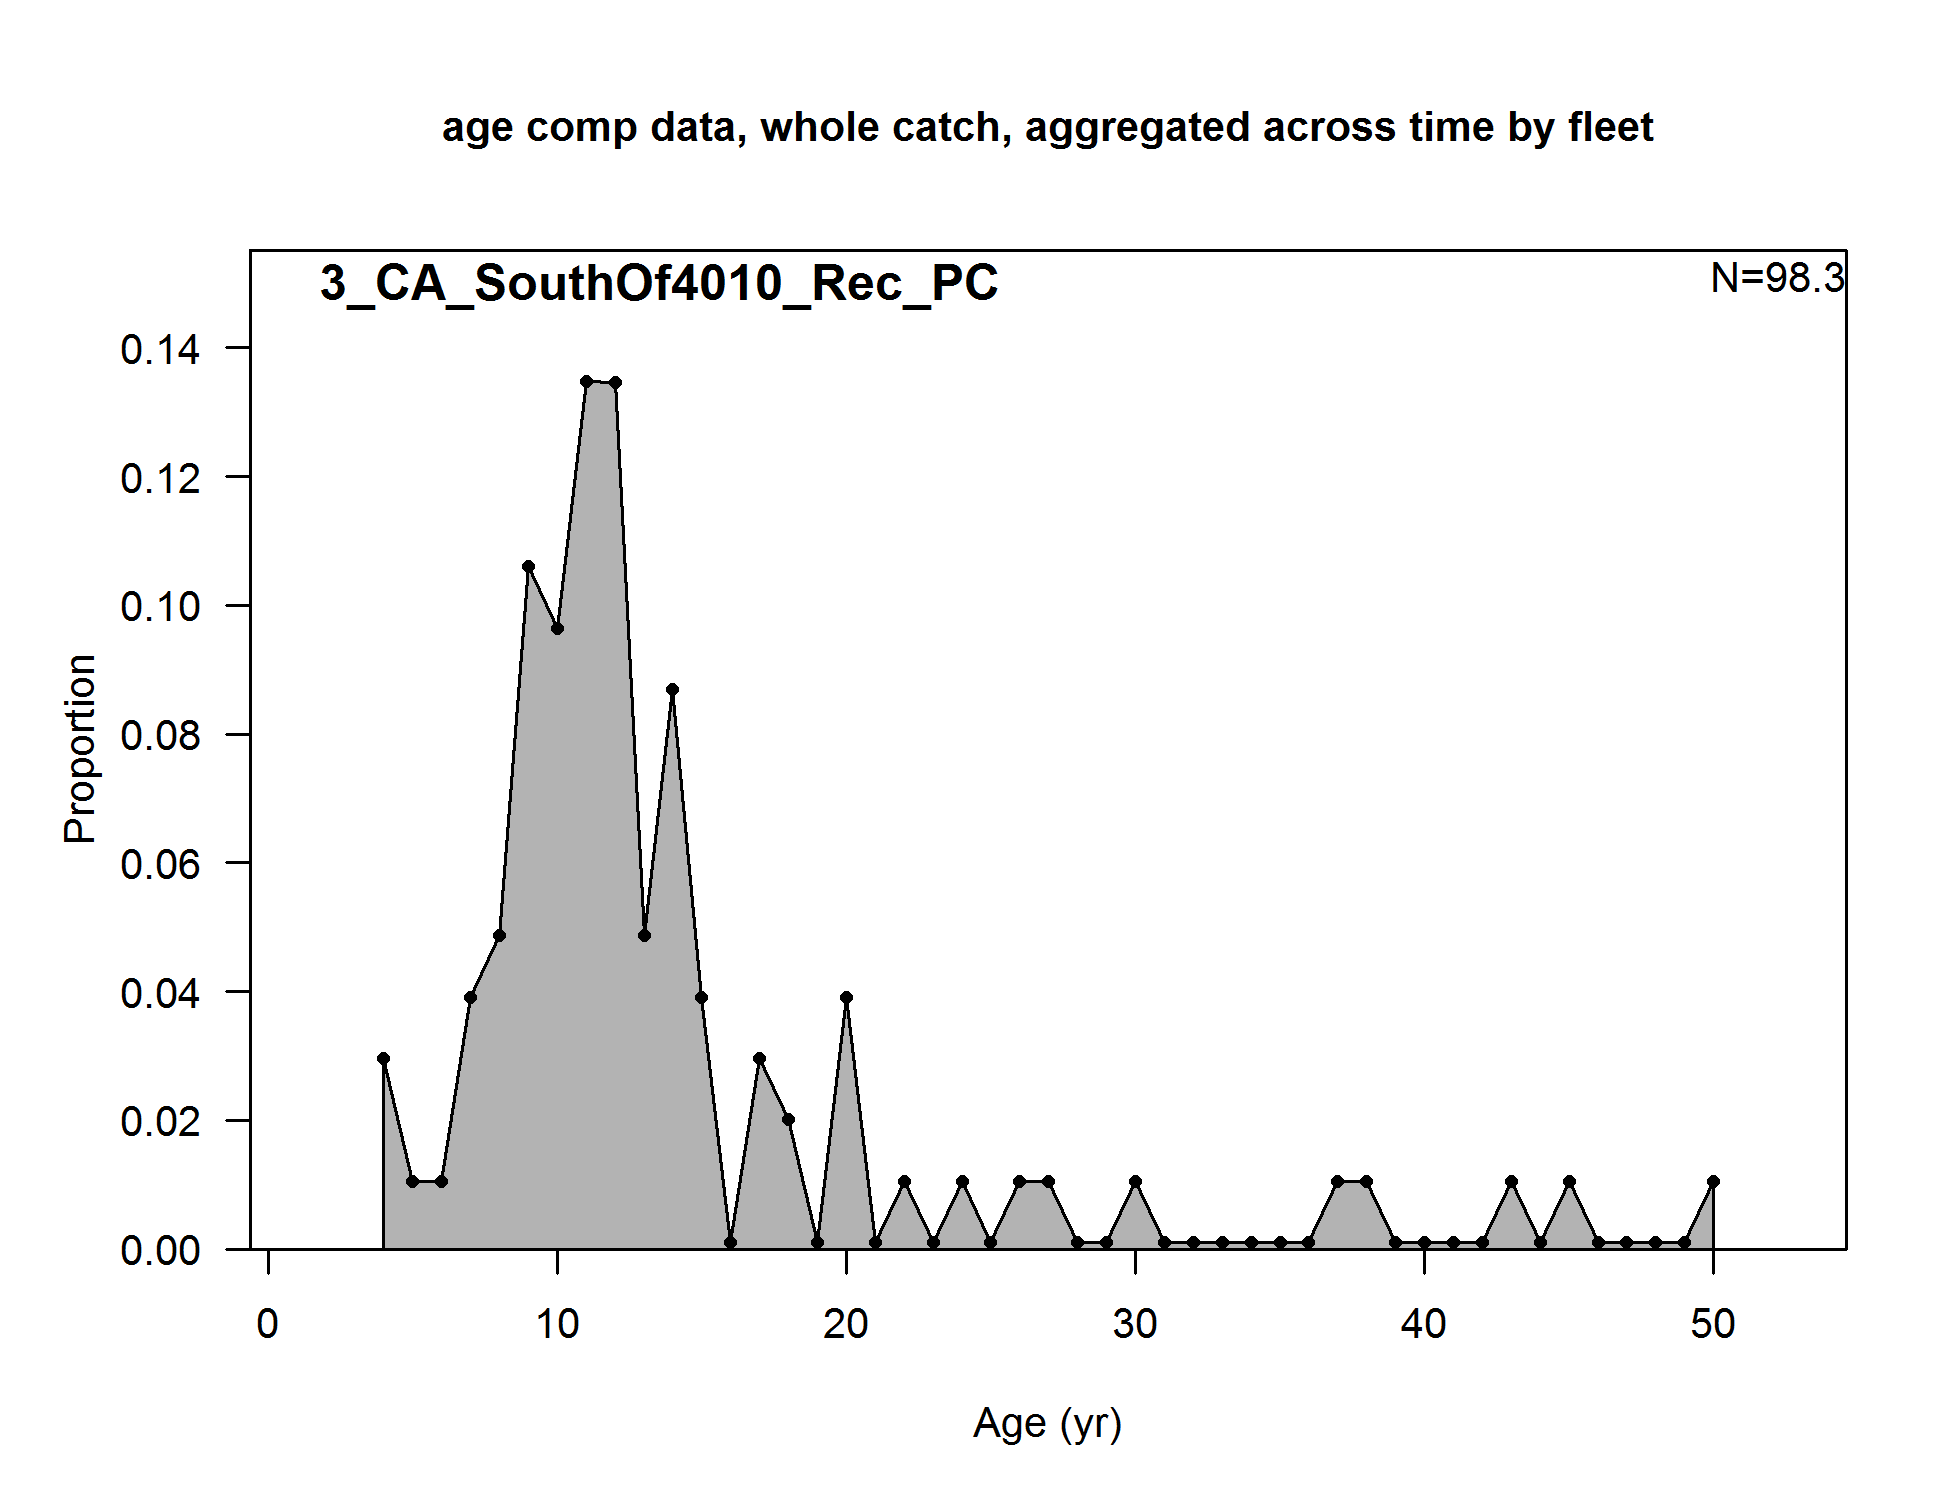 age comp data, whole catch, aggregated across time by fleet
3_CA_SouthOf4010_Rec_PC
N=98.3
0.14
0.12
0.10
0.08
0.06
0.04
0.02
0.00
Proportion
0 10 20 30 40 50
Age (yr)